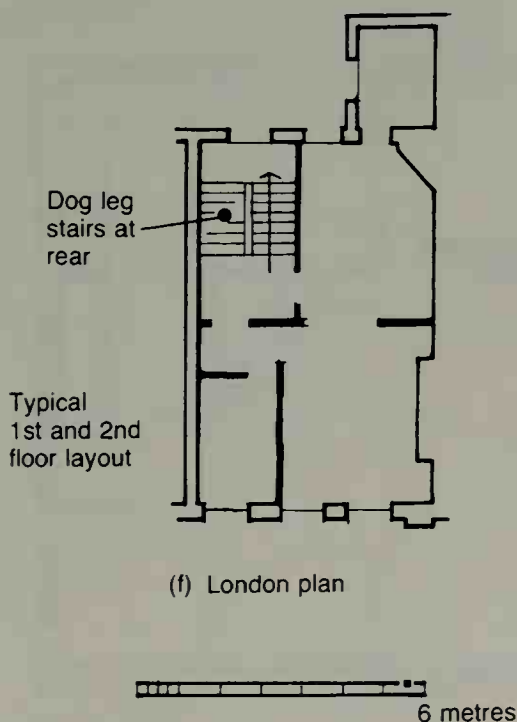 Dog leg
stairs at
rear
Typical
1st and 2nd
floor layout
(f) London plan
6 metres